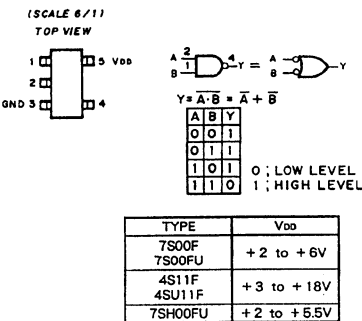 (SCALE 6/1)
TOP VIEW
1 5 VDD
2
GND 3 4
A 2 4
B 1 Y = A B Y
Y = A·B = A + B
A B Y
0 0 1
0 1 1
1 0 1
1 1 0
0 ; LOW LEVEL
1 ; HIGH LEVEL
TYPE VDD
7S00F
7S00FU
+2 to +6V
4S11F
4SU11F
+3 to +18V
7SH00FU +2 to +5.5V